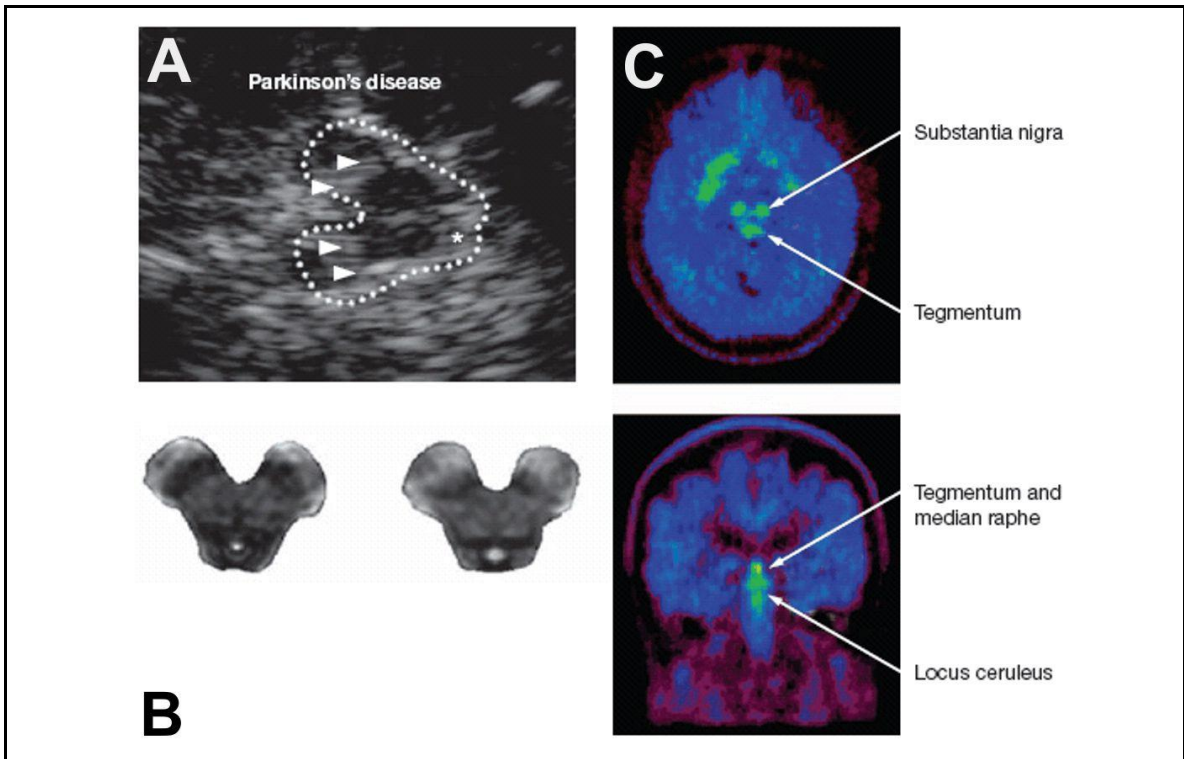 A
Parkinson's disease
*
B
C
Substantia nigra
Tegmentum
Tegmentum and
median raphe
Locus ceruleus